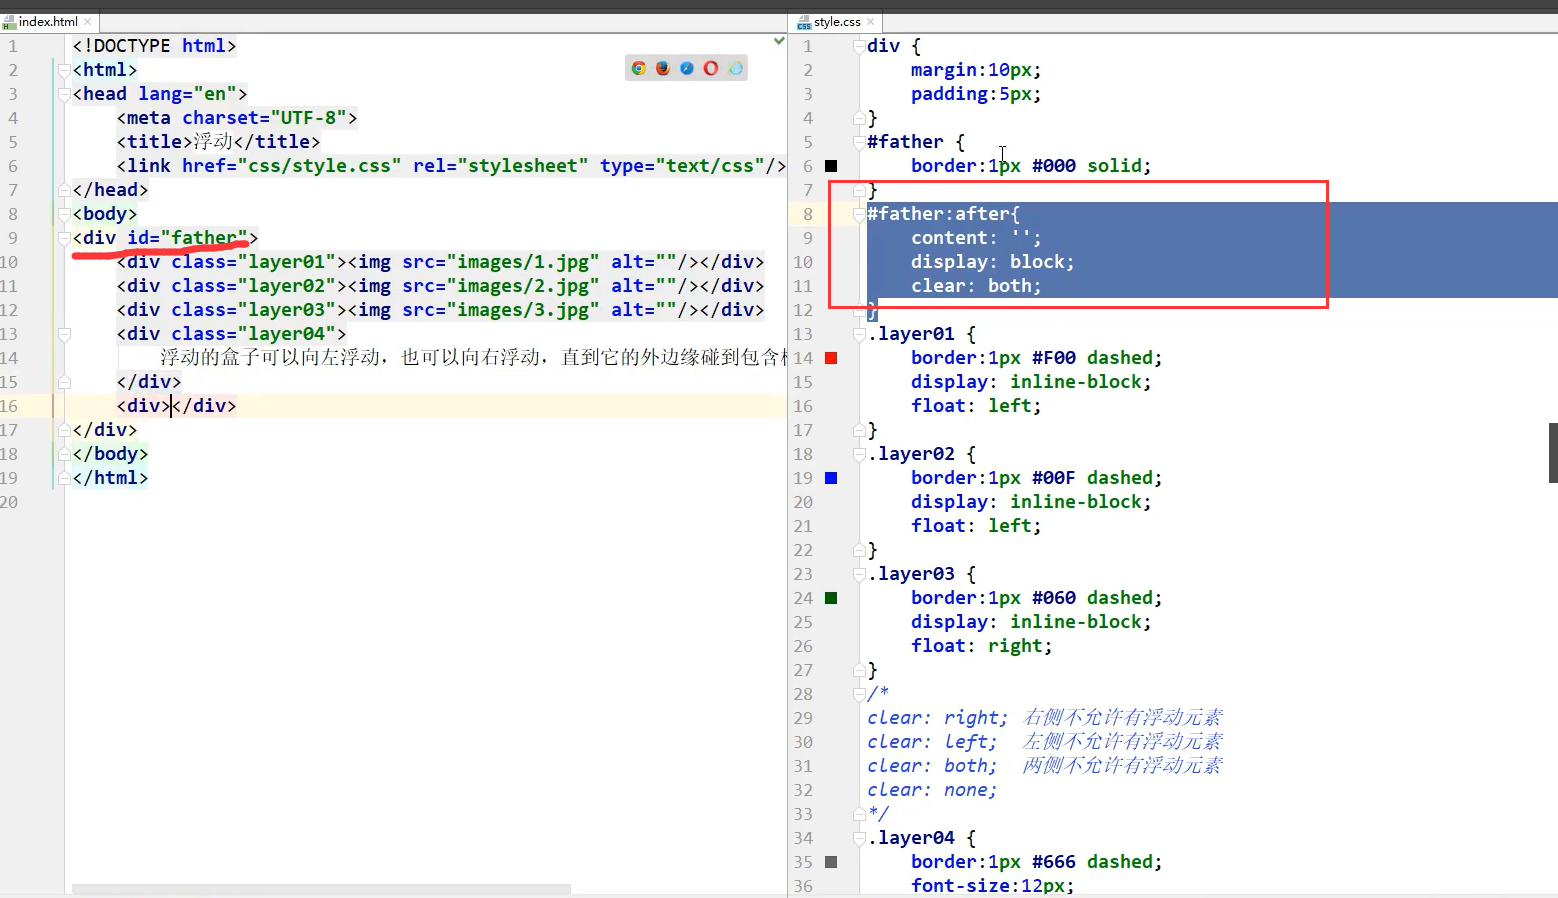 index.html
style.css
1 <!DOCTYPE html>
2 <html>
3 <head lang="en">
4 <meta charset="UTF-8">
5 <title>浮动</title>
6 <link href="css/style.css" rel="stylesheet" type="text/css"/>
7 </head>
8 <body>
9 <div id="father">
10 <div class="layer01"><img src="images/1.jpg" alt=""/></div>
11 <div class="layer02"><img src="images/2.jpg" alt=""/></div>
12 <div class="layer03"><img src="images/3.jpg" alt=""/></div>
13 <div class="layer04">
14 浮动的盒子可以向左浮动，也可以向右浮动，直到它的外边缘碰到包含
15 </div>
16 <div></div>
17 </div>
18 </body>
19 </html>
20
1 div {
2 margin:10px;
3 padding:5px;
4 }
5 #father {
6 border:1px #000 solid;
7 }
8 #father:after{
9 content: '';
10 display: block;
11 clear: both;
12 }
13 .layer01 {
14 border:1px #F00 dashed;
15 display: inline-block;
16 float: left;
17 }
18 .layer02 {
19 border:1px #00F dashed;
20 display: inline-block;
21 float: left;
22 }
23 .layer03 {
24 border:1px #060 dashed;
25 display: inline-block;
26 float: right;
27 }
28 /*
29 clear: right; 右侧不允许有浮动元素
30 clear: left; 左侧不允许有浮动元素
31 clear: both; 两侧不允许有浮动元素
32 clear: none;
33 */
34 .layer04 {
35 border:1px #666 dashed;
36 font-size:12px;